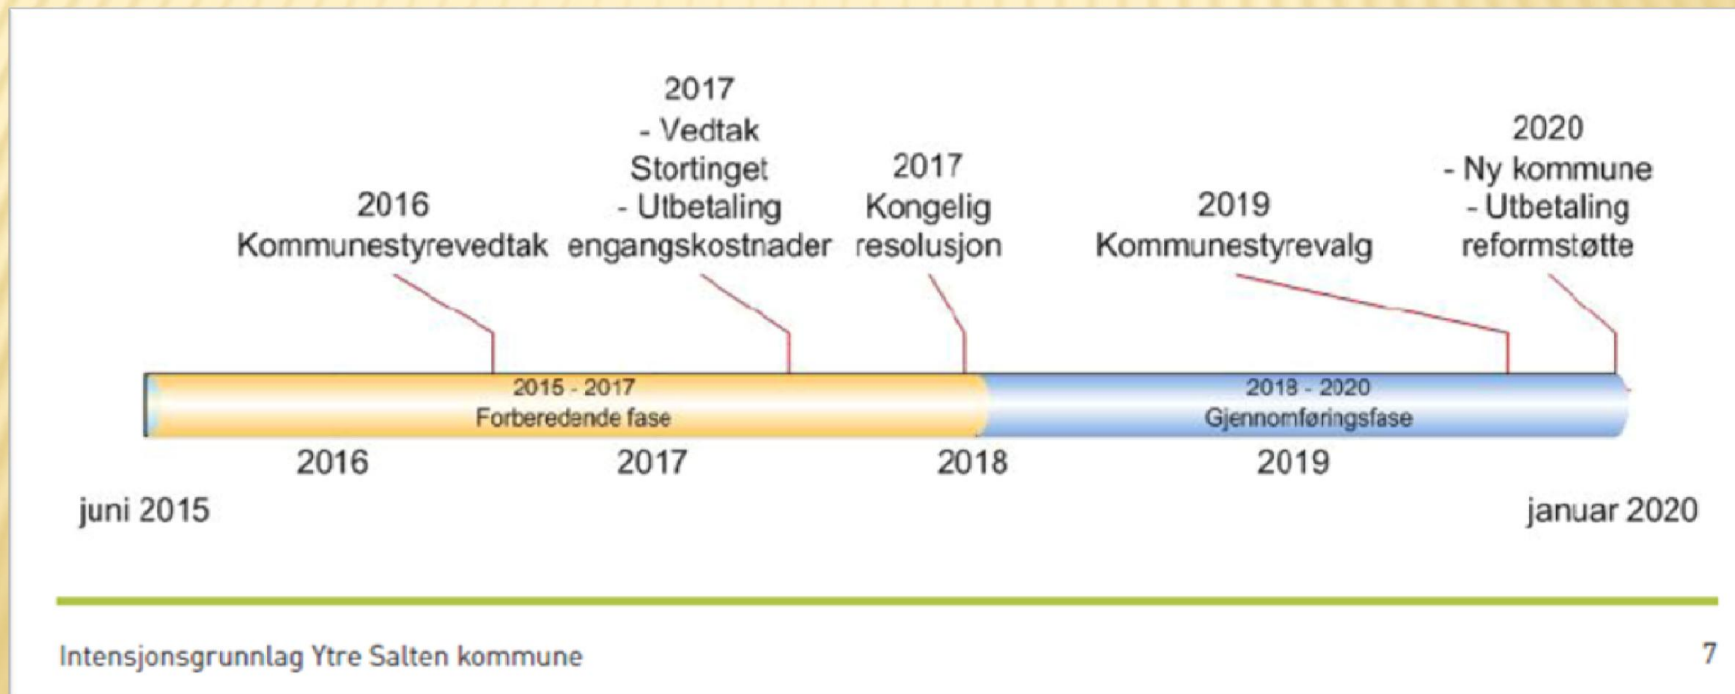 2016
Kommunestyrevedtak
2017
- Vedtak
Stortinget
- Utbetaling
engangskostnader
2017
Kongelig
resolusjon
2019
Kommunestyrevalg
2020
- Ny kommune
- Utbetaling
reformstøtte
2015 - 2017
Forberedende fase
2018 - 2020
Gjennomføringsfase
2016
2017
2018
2019
juni 2015
januar 2020
Intensjonsgrunnlag Ytre Salten kommune
7